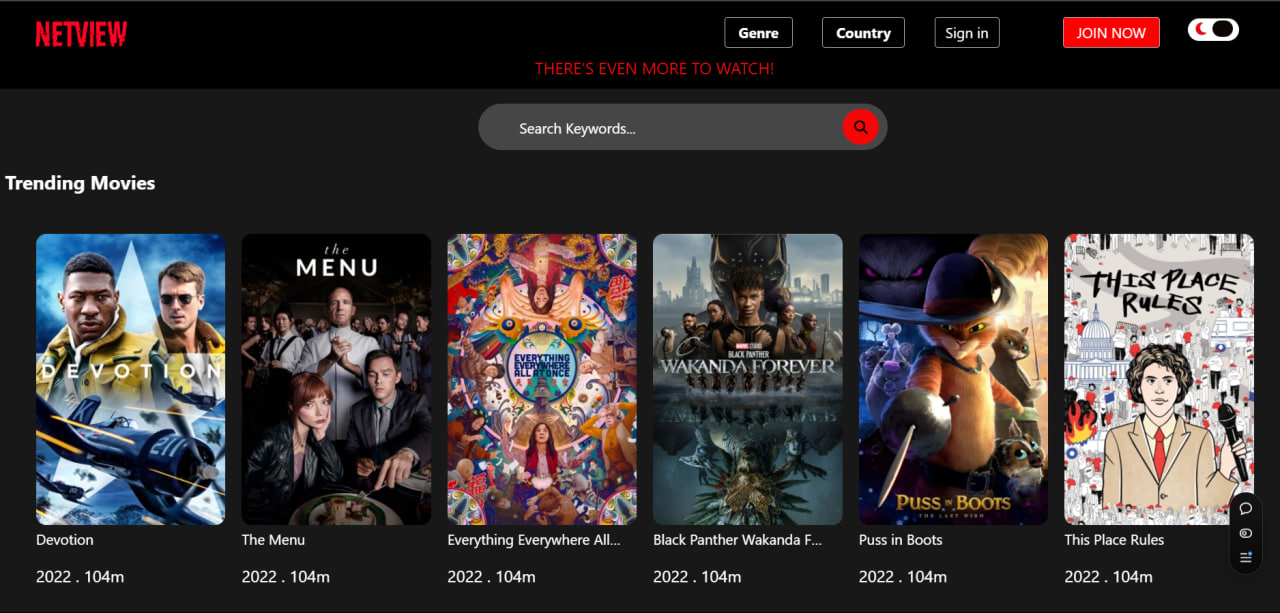 NETVIEW
Genre
Country
Sign in
JOIN NOW
THERE'S EVEN MORE TO WATCH!
Search Keywords...
Trending Movies
DEVOTION
the
MENU
EVERYTHING
EVERYWHERE
ALL AT ONCE
MARVEL STUDIOS
BLACK PANTHER
WAKANDA FOREVER
PUSS IN BOOTS
THE LAST WISH
THIS PLACE
RULES
Devotion
The Menu
Everything Everywhere All...
Black Panther Wakanda F...
Puss in Boots
This Place Rules
2022 . 104m
2022 . 104m
2022 . 104m
2022 . 104m
2022 . 104m
2022 . 104m